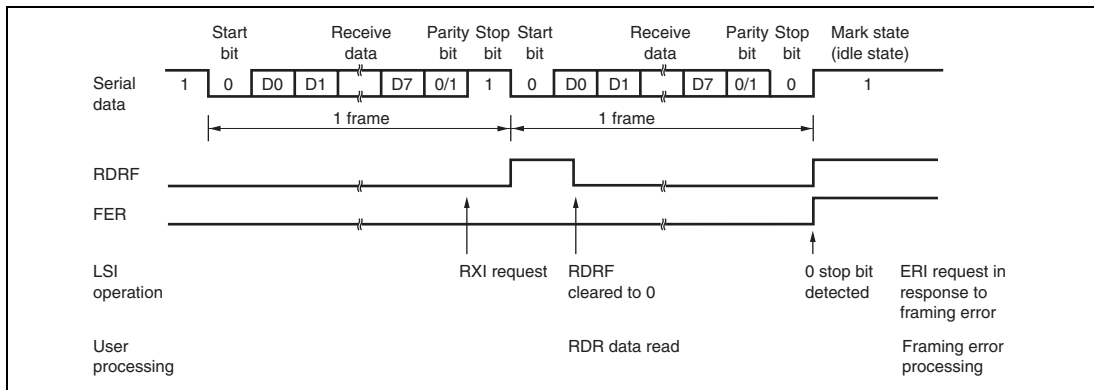 Start bit
Receive data
Parity bit
Stop bit
Start bit
Receive data
Parity bit
Stop bit
Mark state (idle state)
Serial data
1 0 D0 D1 D7 0/1 1 0 D0 D1 D7 0/1 0 1
1 frame 1 frame
RDRF
FER
LSI operation
RXI request
RDRF cleared to 0
0 stop bit detected
ERI request in response to framing error
User processing
RDR data read
Framing error processing